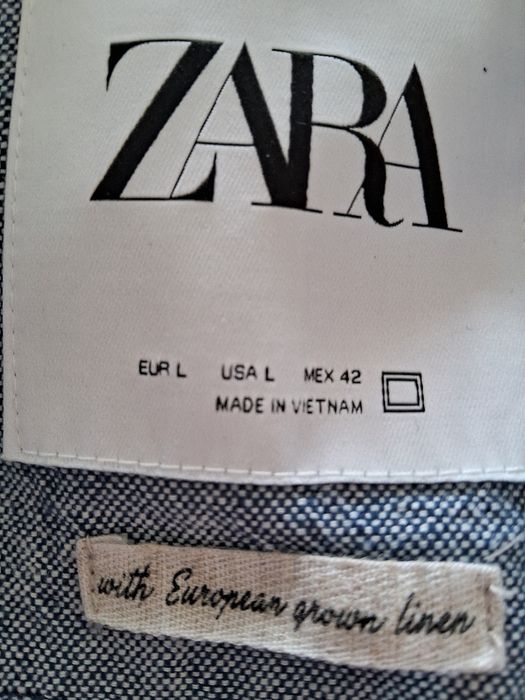 ZARA
EUR L USA L MEX 42
MADE IN VIETNAM
with European grown linen